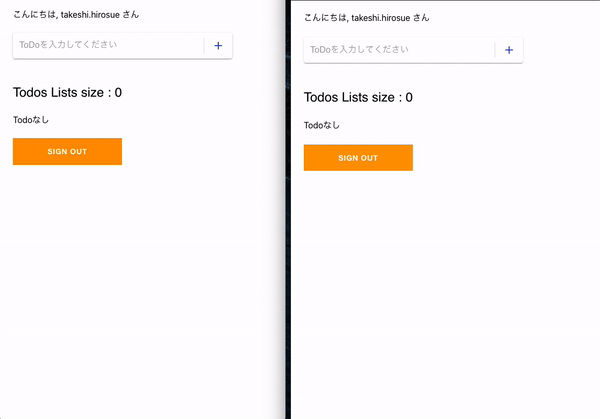 こんにちは, takeshi.hirosue さん
ToDoを入力してください
+
Todos Lists size : 0
Todoなし
SIGN OUT
こんにちは, takeshi.hirosue さん
ToDoを入力してください
+
Todos Lists size : 0
Todoなし
SIGN OUT